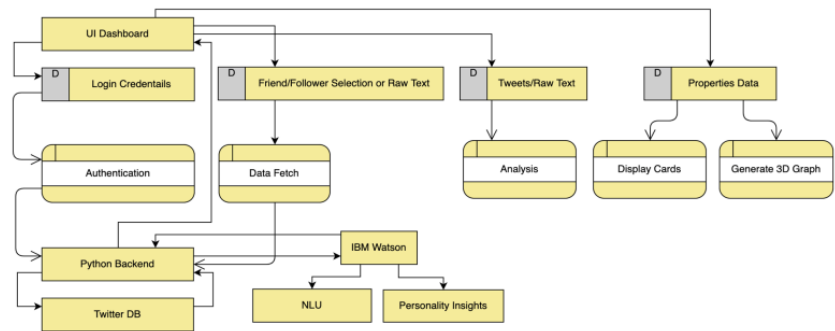 UI Dashboard
D
Login Credentails
D
Friend/Follower Selection or Raw Text
D
Tweets/Raw Text
D
Properties Data
Authentication
Data Fetch
Analysis
Display Cards
Generate 3D Graph
IBM Watson
Python Backend
NLU
Personality Insights
Twitter DB